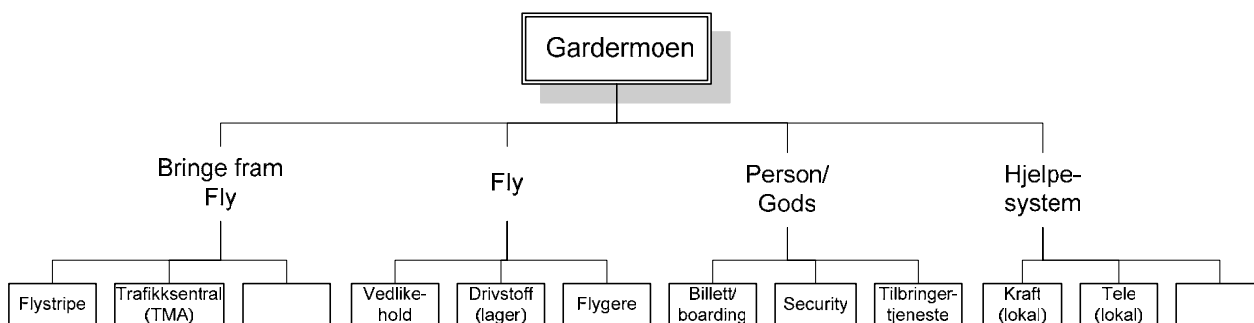 Gardermoen
Bringe fram
Fly
Fly
Person/
Gods
Hjelpe-
system
Flystripe
Trafikksentral
(TMA)
Vedlike-
hold
Drivstoff
(lager)
Flygere
Billett/
boarding
Security
Tilbringer-
tjeneste
Kraft
(lokal)
Tele
(lokal)